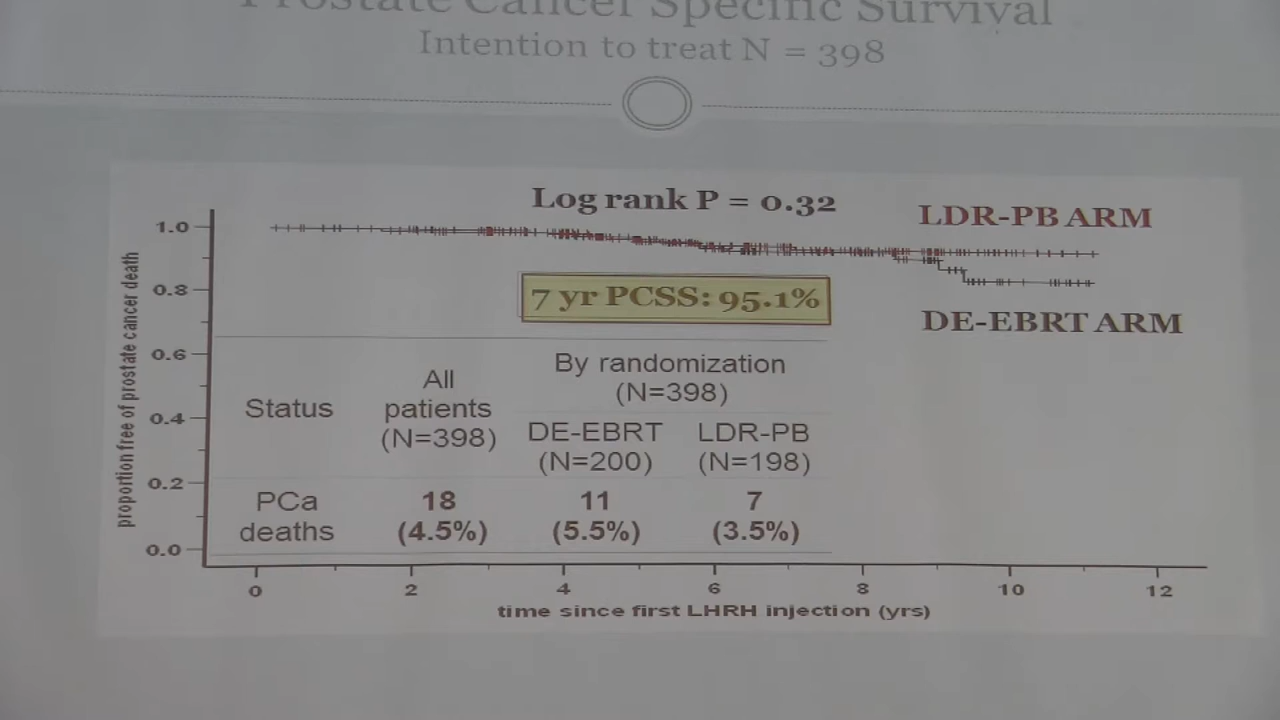 Prostate Cancer Specific Survival
Intention to treat N = 398
Log rank P = 0.32
LDR-PB ARM
7 yr PCSS: 95.1%
DE-EBRT ARM
proportion free of prostate cancer death
1.0
0.8
0.6
0.4
0.2
0.0
Status
All
patients
(N=398)
By randomization
(N=398)
DE-EBRT
(N=200)
LDR-PB
(N=198)
PCa
deaths
18
(4.5%)
11
(5.5%)
7
(3.5%)
0 2 4 6 8 10 12
time since first LHRH injection (yrs)